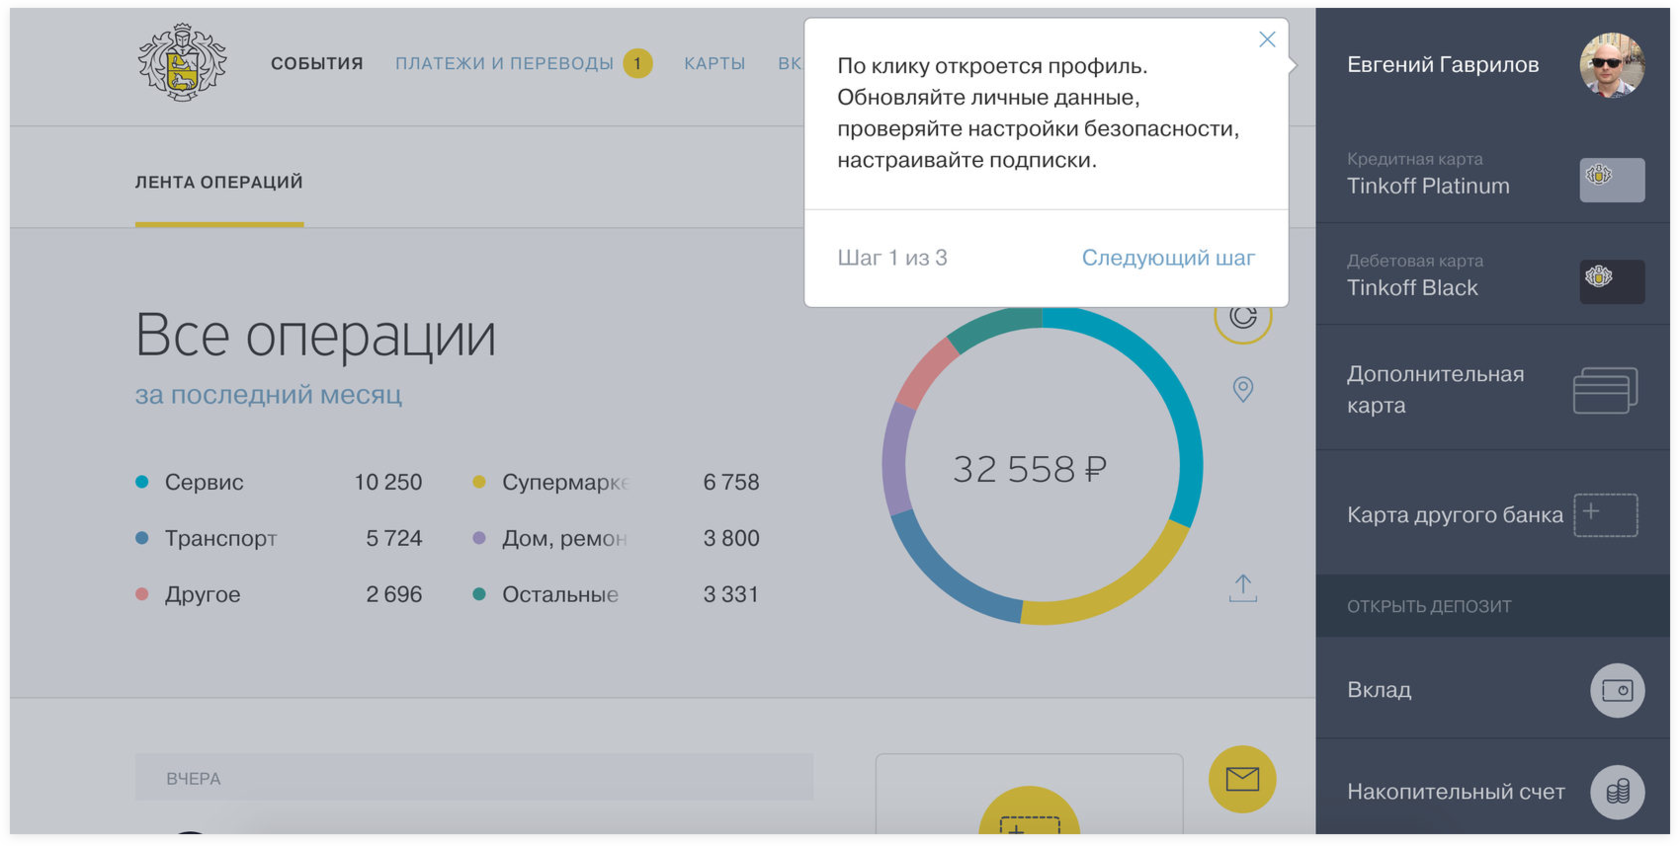 СОБЫТИЯ
ПЛАТЕЖИ И ПЕРЕВОДЫ 1
КАРТЫ
По клику откроется профиль.
Обновляйте личные данные,
проверяйте настройки безопасности,
настраивайте подписки.
Шаг 1 из 3
Следующий шаг
ЛЕНТА ОПЕРАЦИЙ
Все операции
за последний месяц
Сервис 10 250
Супермарке 6 758
Транспорт 5 724
Дом, ремон 3 800
Другое 2 696
Остальные 3 331
32 558 ₽
ВЧЕРА
Евгений Гаврилов
Кредитная карта
Tinkoff Platinum
Дебетовая карта
Tinkoff Black
Дополнительная
карта
Карта другого банка
ОТКРЫТЬ ДЕПОЗИТ
Вклад
Накопительный счет